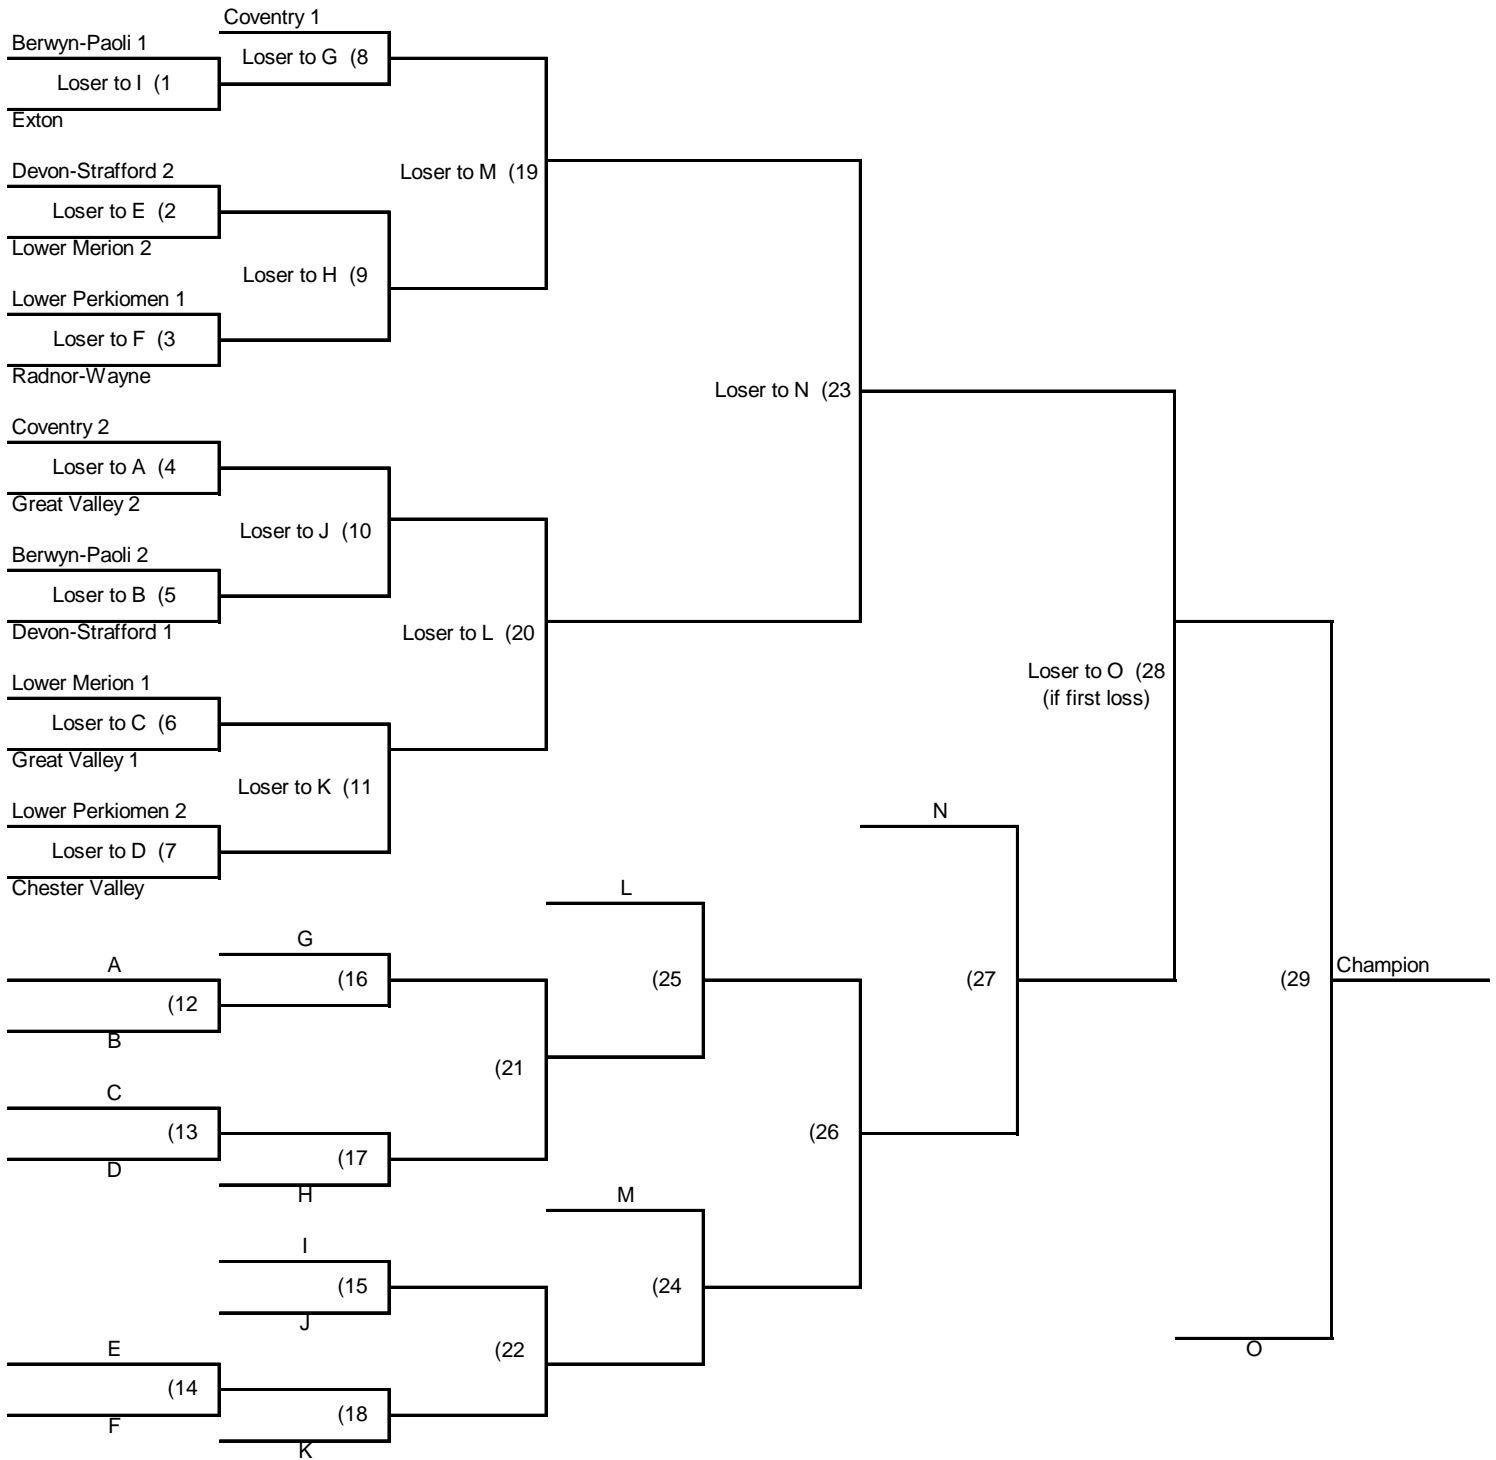 Coventry 1
Berwyn-Paoli 1
Loser to G (8
Loser to I (1
Exton
Devon-Strafford 2
Loser to M (19
Loser to E (2
Lower Merion 2
Loser to H (9
Lower Perkiomen 1
Loser to F (3
Radnor-Wayne
Loser to N (23
Coventry 2
Loser to A (4
Great Valley 2
Loser to J (10
Berwyn-Paoli 2
Loser to B (5
Devon-Strafford 1
Loser to L (20
Loser to O (28
(if first loss)
Lower Merion 1
Loser to C (6
Great Valley 1
Loser to K (11
Lower Perkiomen 2
N
Loser to D (7
Chester Valley
L
G
A
(16
(25
(27
(29
Champion
(12
B
(21
C
(13
(26
(17
D
H
M
I
(15
(24
J
E
(22
O
(14
(18
F
K